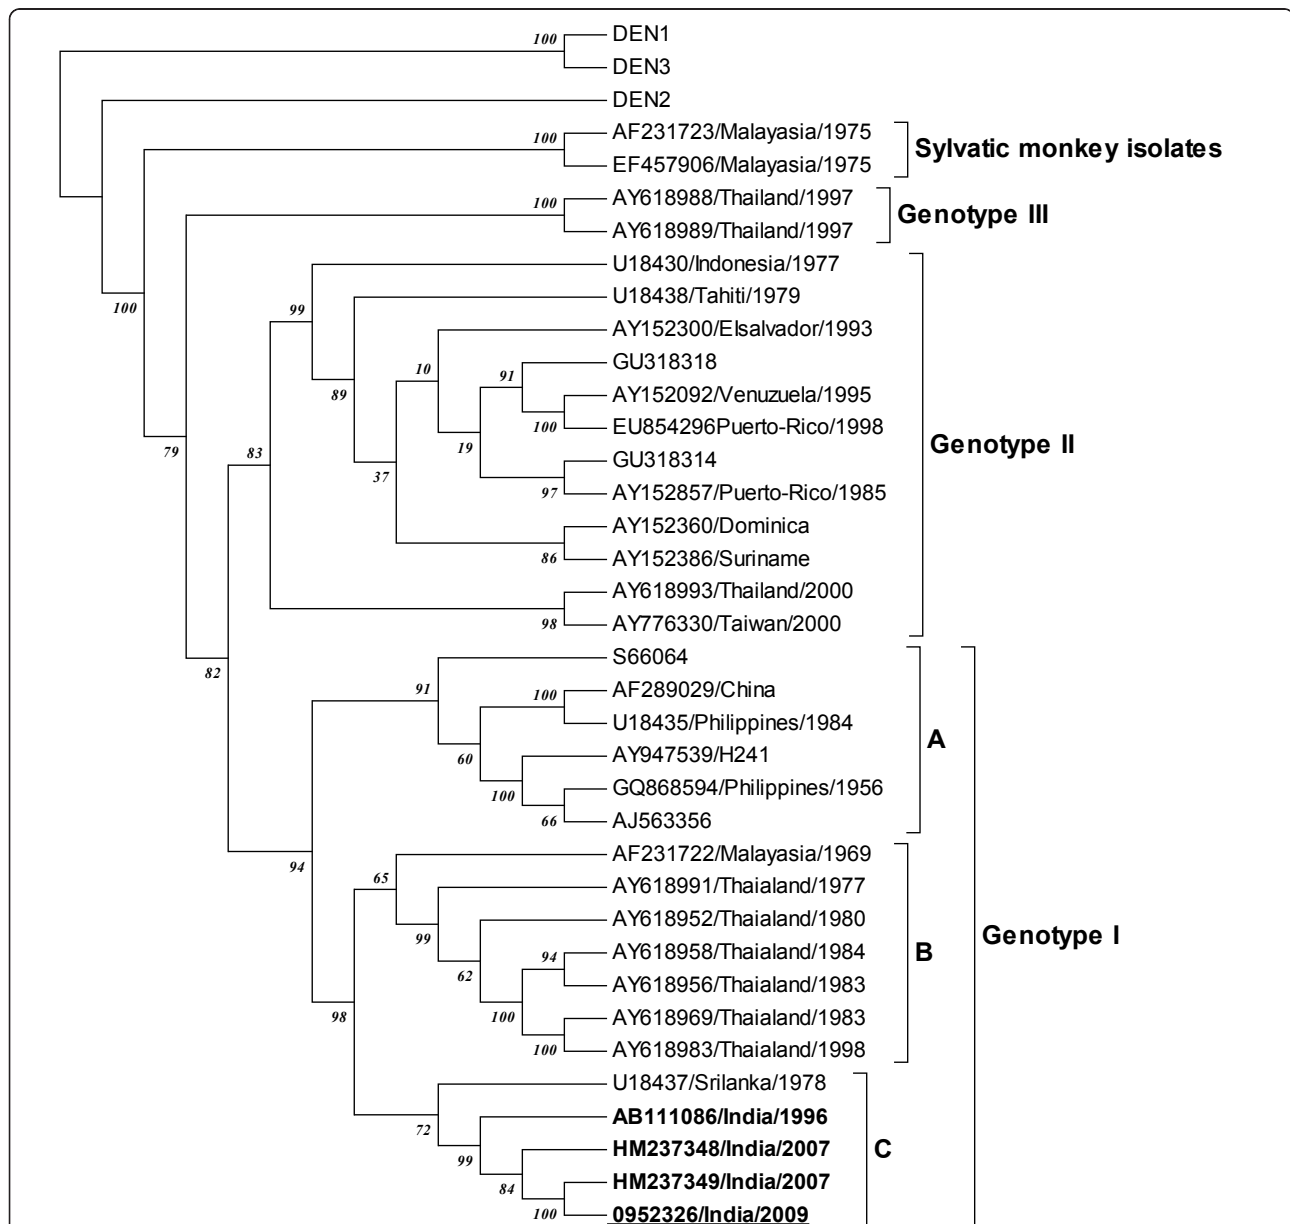 100
DEN1
DEN3
DEN2
100
AF231723/Malayasia/1975
EF457906/Malayasia/1975
Sylvatic monkey isolates
100
AY618988/Thailand/1997
AY618989/Thailand/1997
Genotype III
U18430/Indonesia/1977
100
99
U18438/Tahiti/1979
AY152300/Elsalvador/1993
10
91
GU318318
89
AY152092/Venuzuela/1995
100
EU854296Puerto-Rico/1998
79
83
19
Genotype II
GU318314
37
97
AY152857/Puerto-Rico/1985
AY152360/Dominica
86
AY152386/Suriname
AY618993/Thailand/2000
98
AY776330/Taiwan/2000
82
S66064
91
100
AF289029/China
U18435/Philippines/1984
A
60
AY947539/H241
100
GQ868594/Philippines/1956
66
AJ563356
94
AF231722/Malayasia/1969
65
AY618991/Thaialand/1977
AY618952/Thaialand/1980
99
Genotype I
B
94
AY618958/Thaialand/1984
62
AY618956/Thaialand/1983
98
100
AY618969/Thaialand/1983
100
AY618983/Thaialand/1998
U18437/Srilanka/1978
AB111086/India/1996
72
HM237348/India/2007
C
99
HM237349/India/2007
84
100
0952326/India/2009